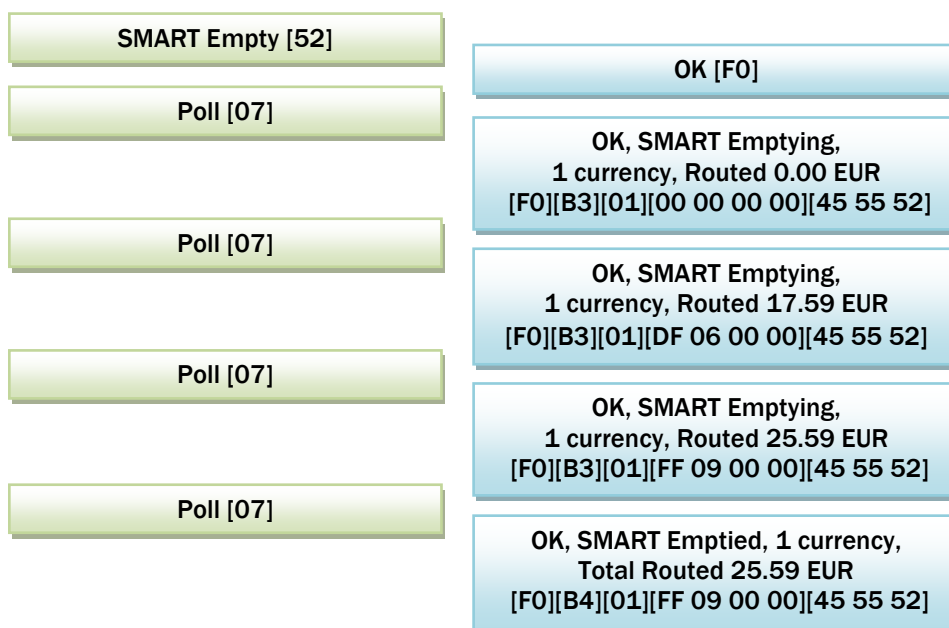 SMART Empty [52]
OK [F0]
Poll [07]
OK, SMART Emptying,
1 currency, Routed 0.00 EUR
[F0][B3][01][00 00 00 00][45 55 52]
Poll [07]
OK, SMART Emptying,
1 currency, Routed 17.59 EUR
[F0][B3][01][DF 06 00 00][45 55 52]
Poll [07]
OK, SMART Emptying,
1 currency, Routed 25.59 EUR
[F0][B3][01][FF 09 00 00][45 55 52]
Poll [07]
OK, SMART Emptied, 1 currency,
Total Routed 25.59 EUR
[F0][B4][01][FF 09 00 00][45 55 52]